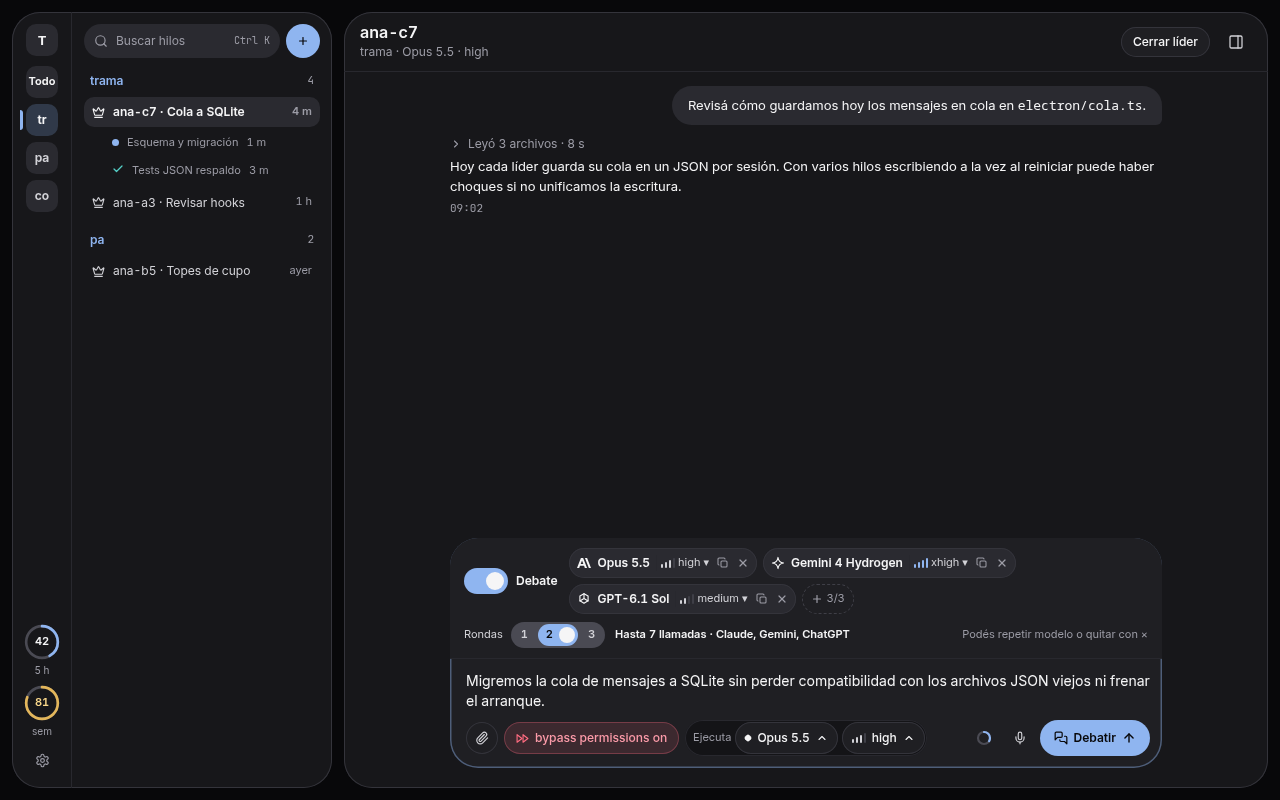 T
Todo
tr
pa
co
42
5 h
81
sem
Buscar hilos Ctrl K
trama 4
ana-c7 · Cola a SQLite 4 m
Esquema y migración 1 m
Tests JSON respaldo 3 m
ana-a3 · Revisar hooks 1 h
pa 2
ana-b5 · Topes de cupo ayer
ana-c7
trama · Opus 5.5 · high
Cerrar líder
Revisá cómo guardamos hoy los mensajes en cola en electron/cola.ts.
Leyó 3 archivos · 8 s
Hoy cada líder guarda su cola en un JSON por sesión. Con varios hilos escribiendo a la vez al reiniciar puede haber
choques si no unificamos la escritura.
09:02
Debate
Opus 5.5 high ▾ × Gemini 4 Hydrogen xhigh ▾ ×
GPT-6.1 Sol medium ▾ × + 3/3
Rondas 1 2 3 Hasta 7 llamadas · Claude, Gemini, ChatGPT Podés repetir modelo o quitar con ×
Migremos la cola de mensajes a SQLite sin perder compatibilidad con los archivos JSON viejos ni frenar
el arranque.
bypass permissions on Ejecuta Opus 5.5 high Debatir